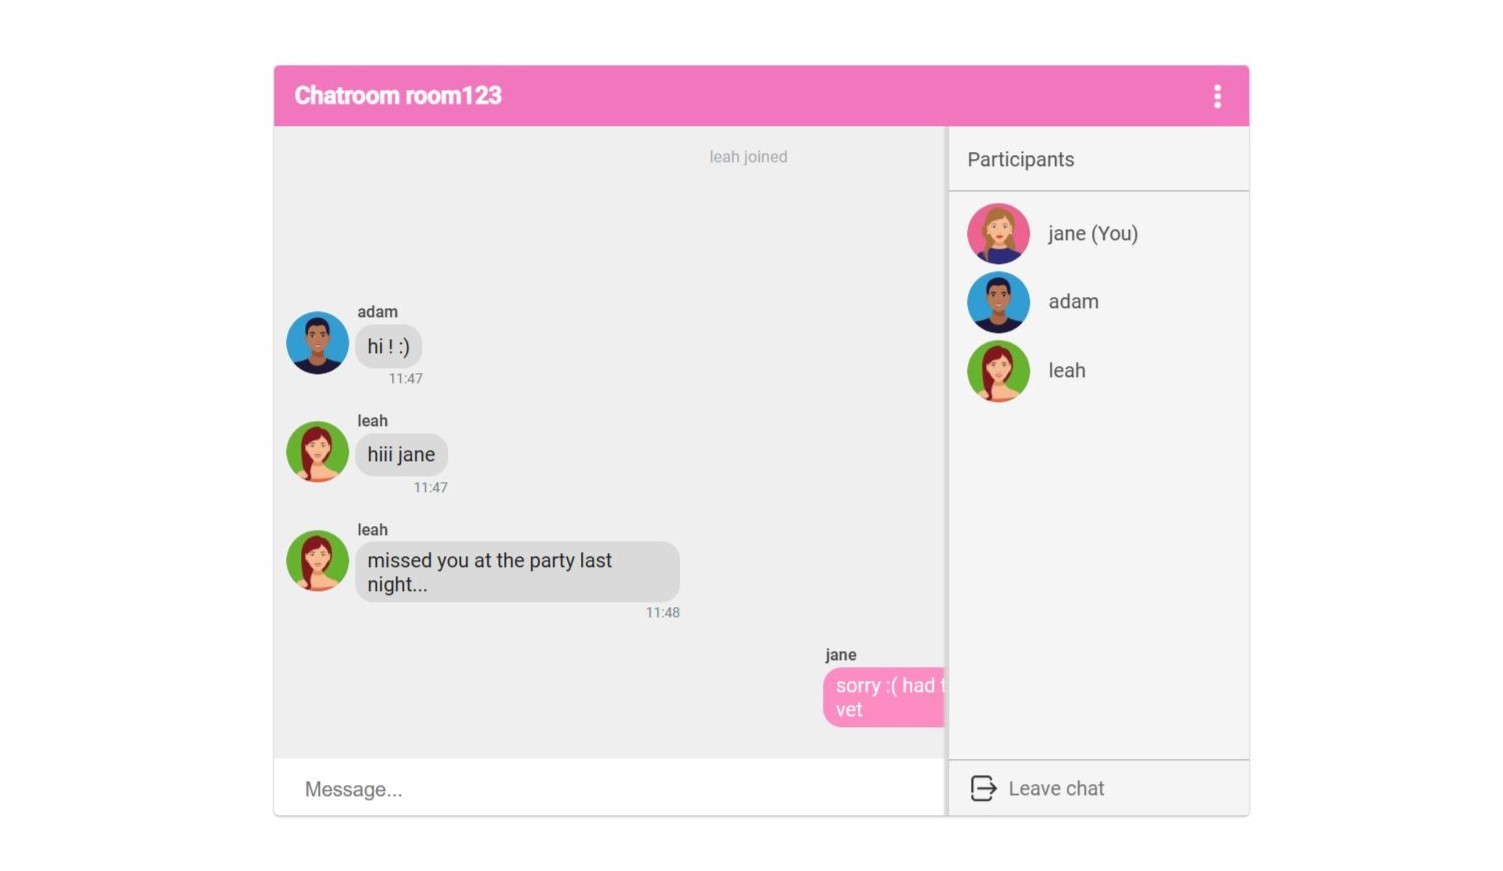 Chatroom room123
leah joined
adam
hi ! :)
11:47
leah
hiii jane
11:47
leah
missed you at the party last
night...
11:48
jane
sorry :( had
vet
Message...
Participants
jane (You)
adam
leah
Leave chat